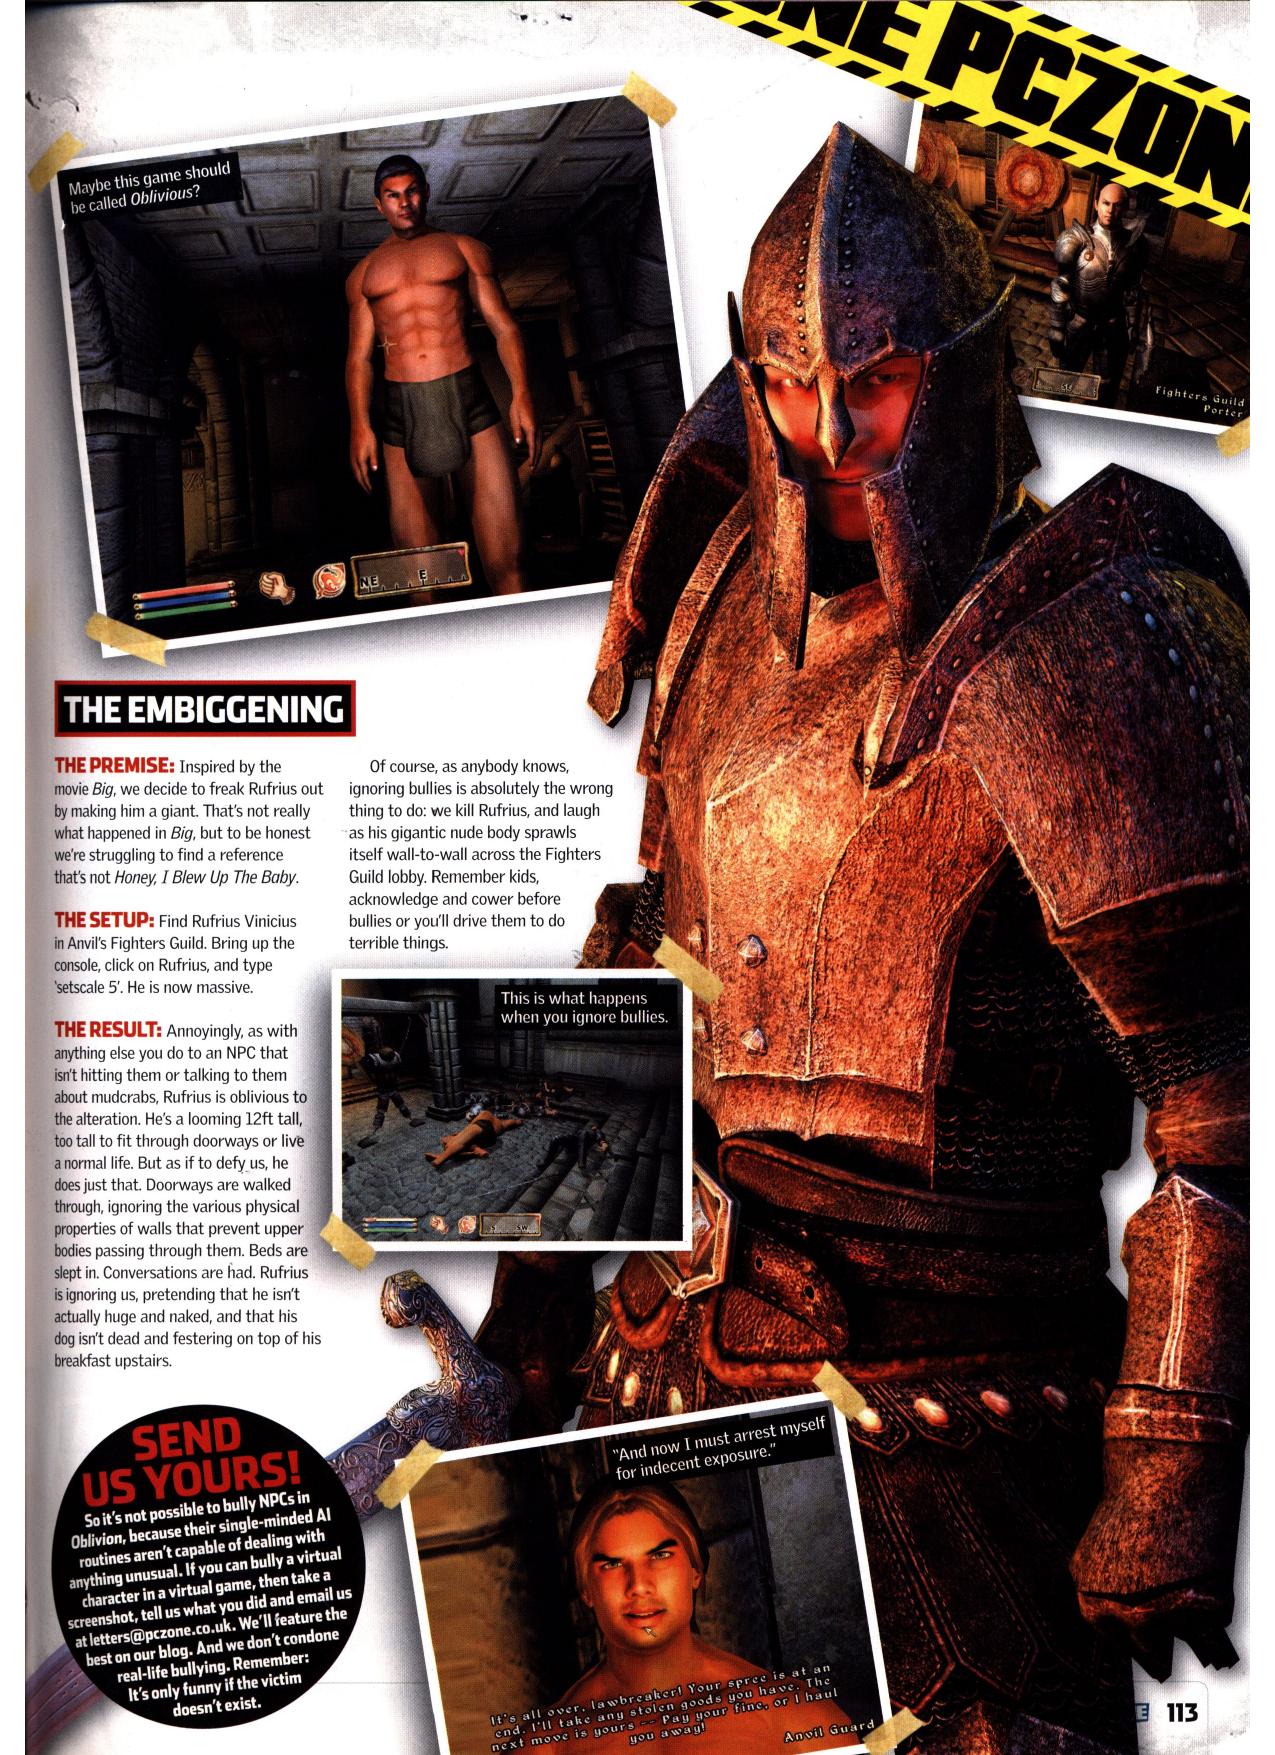 NE PCZON
Maybe this game should
be called Oblivious?
NE E
SE
Fighters Guild
Porter
THE EMBIGGENING
THE PREMISE: Inspired by the
movie Big, we decide to freak Rufrius out
by making him a giant. That's not really
what happened in Big, but to be honest
we're struggling to find a reference
that's not Honey, I Blew Up The Baby.
THE SETUP: Find Rufrius Vinicius
in Anvil's Fighters Guild. Bring up the
console, click on Rufrius, and type
'setscale 5'. He is now massive.
THE RESULT: Annoyingly, as with
anything else you do to an NPC that
isn't hitting them or talking to them
about mudcrabs, Rufrius is oblivious to
the alteration. He's a looming 12ft tall,
too tall to fit through doorways or live
a normal life. But as if to defy us, he
does just that. Doorways are walked
through, ignoring the various physical
properties of walls that prevent upper
bodies passing through them. Beds are
slept in. Conversations are had. Rufrius
is ignoring us, pretending that he isn't
actually huge and naked, and that his
dog isn't dead and festering on top of his
breakfast upstairs.
Of course, as anybody knows,
ignoring bullies is absolutely the wrong
thing to do: we kill Rufrius, and laugh
as his gigantic nude body sprawls
itself wall-to-wall across the Fighters
Guild lobby. Remember kids,
acknowledge and cower before
bullies or you'll drive them to do
terrible things.
This is what happens
when you ignore bullies.
S SW
SEND
US YOURS!
So it's not possible to bully NPCs in
Oblivion, because their single-minded AI
routines aren't capable of dealing with
anything unusual. If you can bully a virtual
character in a virtual game, then take a
screenshot, tell us what you did and email us
at letters@pczone.co.uk. We'll feature the
best on our blog. And we don't condone
real-life bullying. Remember:
It's only funny if the victim
doesn't exist.
"And now I must arrest myself
for indecent exposure."
It's all over, lawbreaker! Your spree is at an
end. I'll take any stolen goods you have. The
next move is yours -- Pay your fine, or I haul
you away!
Anvil Guard
E 113